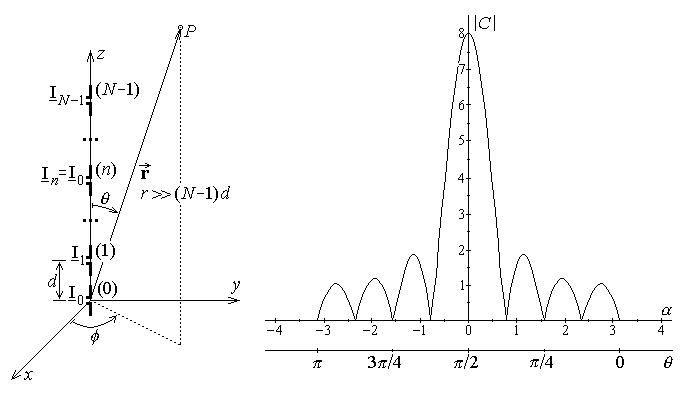 z
P
I_N−1 (N−1)
I_n=I_0 (n)
θ
r⃗
r≫(N−1)d
I_1 (1)
d
I_0 (0)
y
ϕ
x
|C|
8
7
6
5
4
3
2
1
α
−4 −3 −2 −1 0 1 2 3 4
π 3π/4 π/2 π/4 0 θ